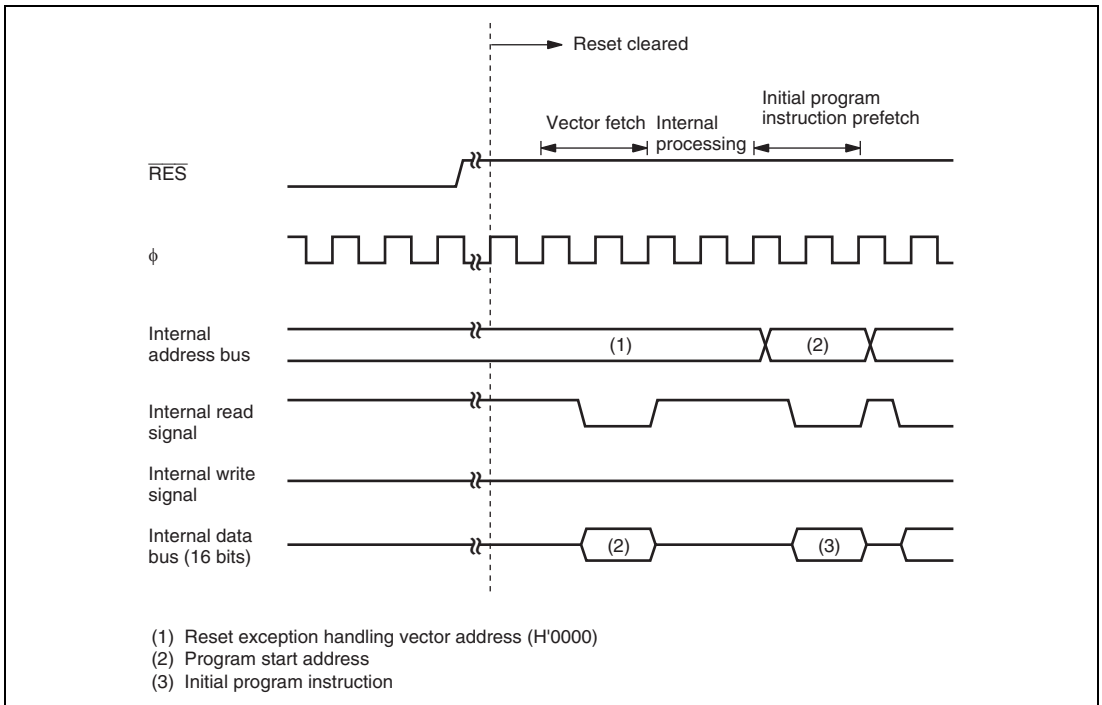 Reset cleared
Initial program
instruction prefetch
Vector fetch
Internal
processing
R̅E̅S̅
ϕ
Internal
address bus
(1)
(2)
Internal read
signal
Internal write
signal
Internal data
bus (16 bits)
(2)
(3)
(1) Reset exception handling vector address (H'0000)
(2) Program start address
(3) Initial program instruction